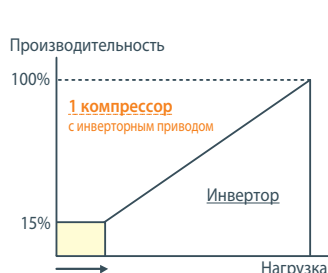 Производительность
100%
1 компрессор
с инверторным приводом
Инвертор
15%
Нагрузка